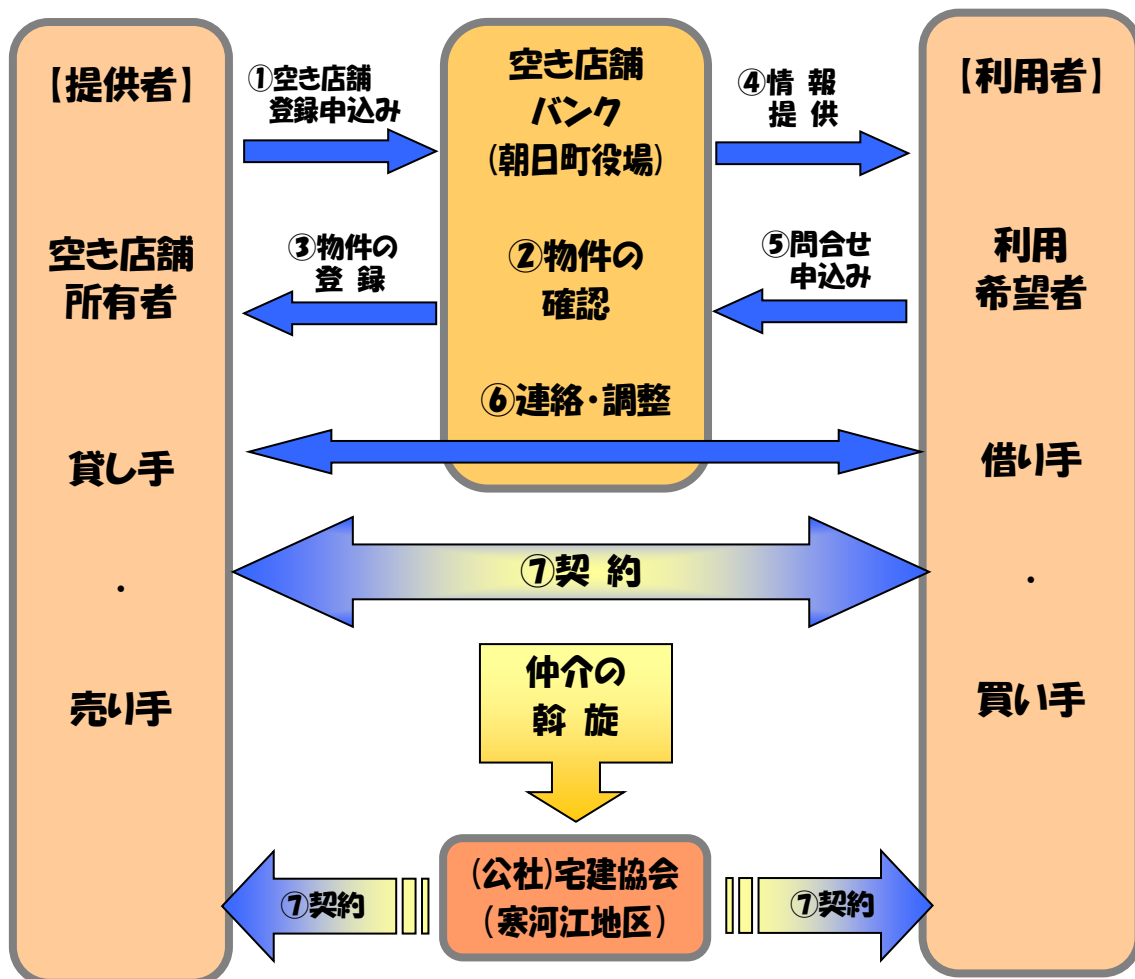 【提供者】
空き店舗
所有者
貸し手
・
売り手
①空き店舗
登録申込み
③物件の
登 録
空き店舗
バンク
(朝日町役場)
②物件の
確認
⑥連絡・調整
④情 報
提 供
⑤問合せ
申込み
【利用者】
利用
希望者
借り手
・
買い手
⑦契 約
仲介の
斡 旋
(公社)宅建協会
(寒河江地区)
⑦契約
⑦契約